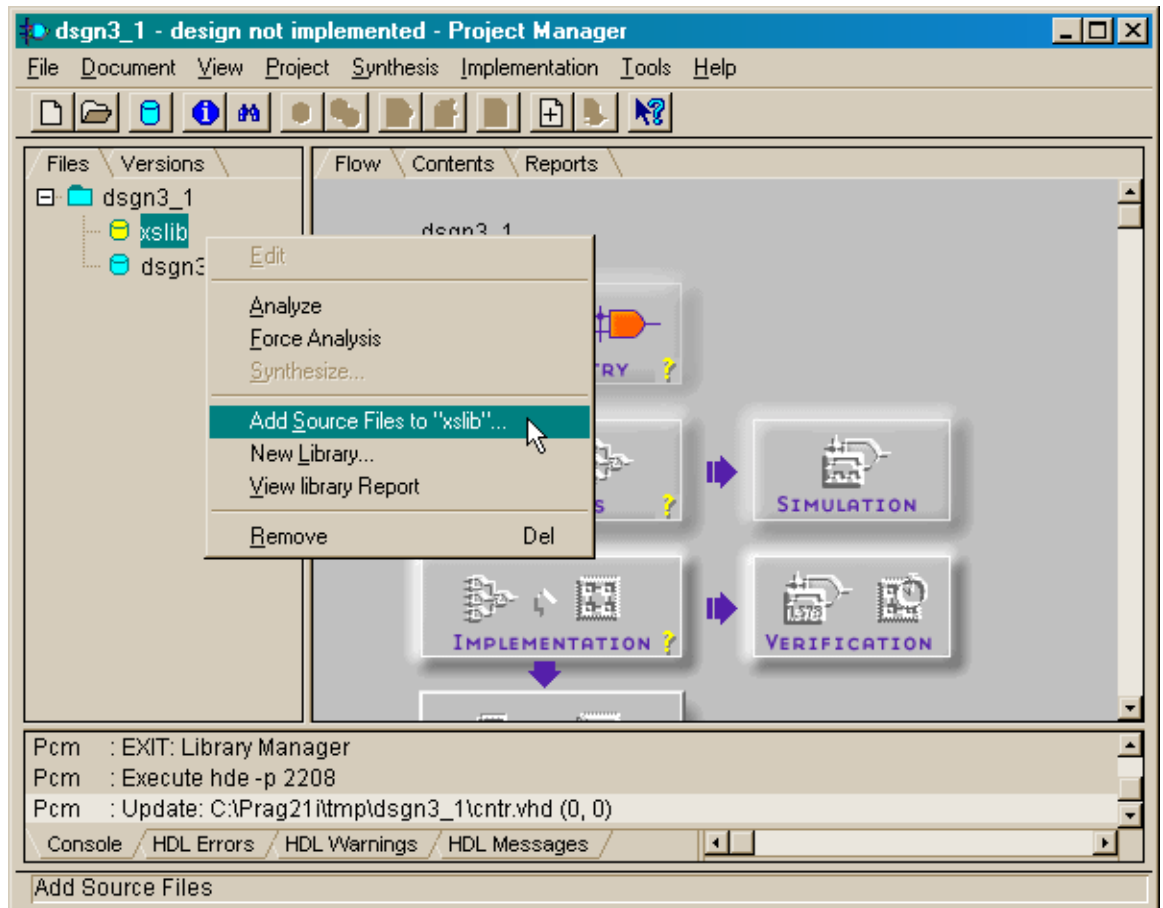 dsgn3_1 - design not implemented - Project Manager
File Document View Project Synthesis Implementation Tools Help
Files Versions
Flow Contents Reports
dsgn3_1
xslib
dsgn3
dsgn3_1
Edit
Analyze
Force Analysis
Synthesize...
Add Source Files to "xslib"...
New Library...
View library Report
Remove Del
TRY ?
S ?
SIMULATION
IMPLEMENTATION ?
1.578
VERIFICATION
Pcm : EXIT: Library Manager
Pcm : Execute hde -p 2208
Pcm : Update: C:\Prag21i\tmp\dsgn3_1\cntr.vhd (0, 0)
Console HDL Errors HDL Warnings HDL Messages
Add Source Files